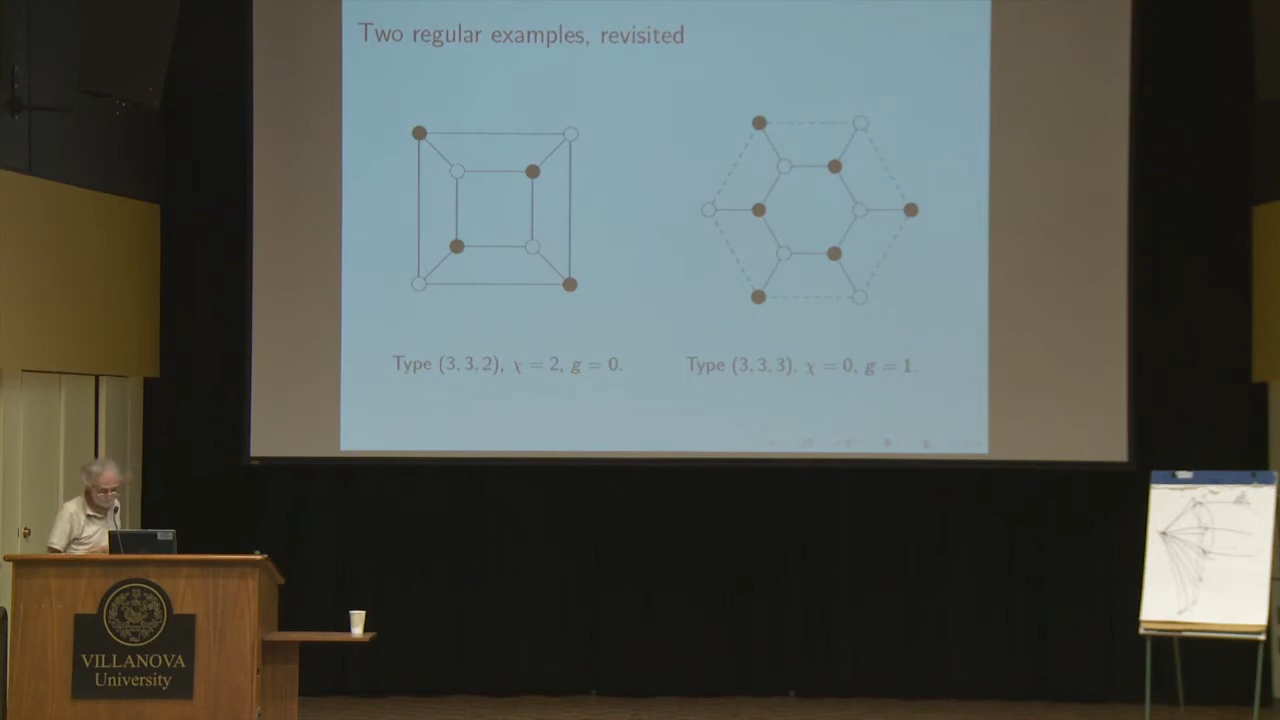 Two regular examples, revisited
Type (3, 3, 2), χ = 2, g = 0.
Type (3, 3, 3). χ = 0, g = 1.
VILLANOVA
University